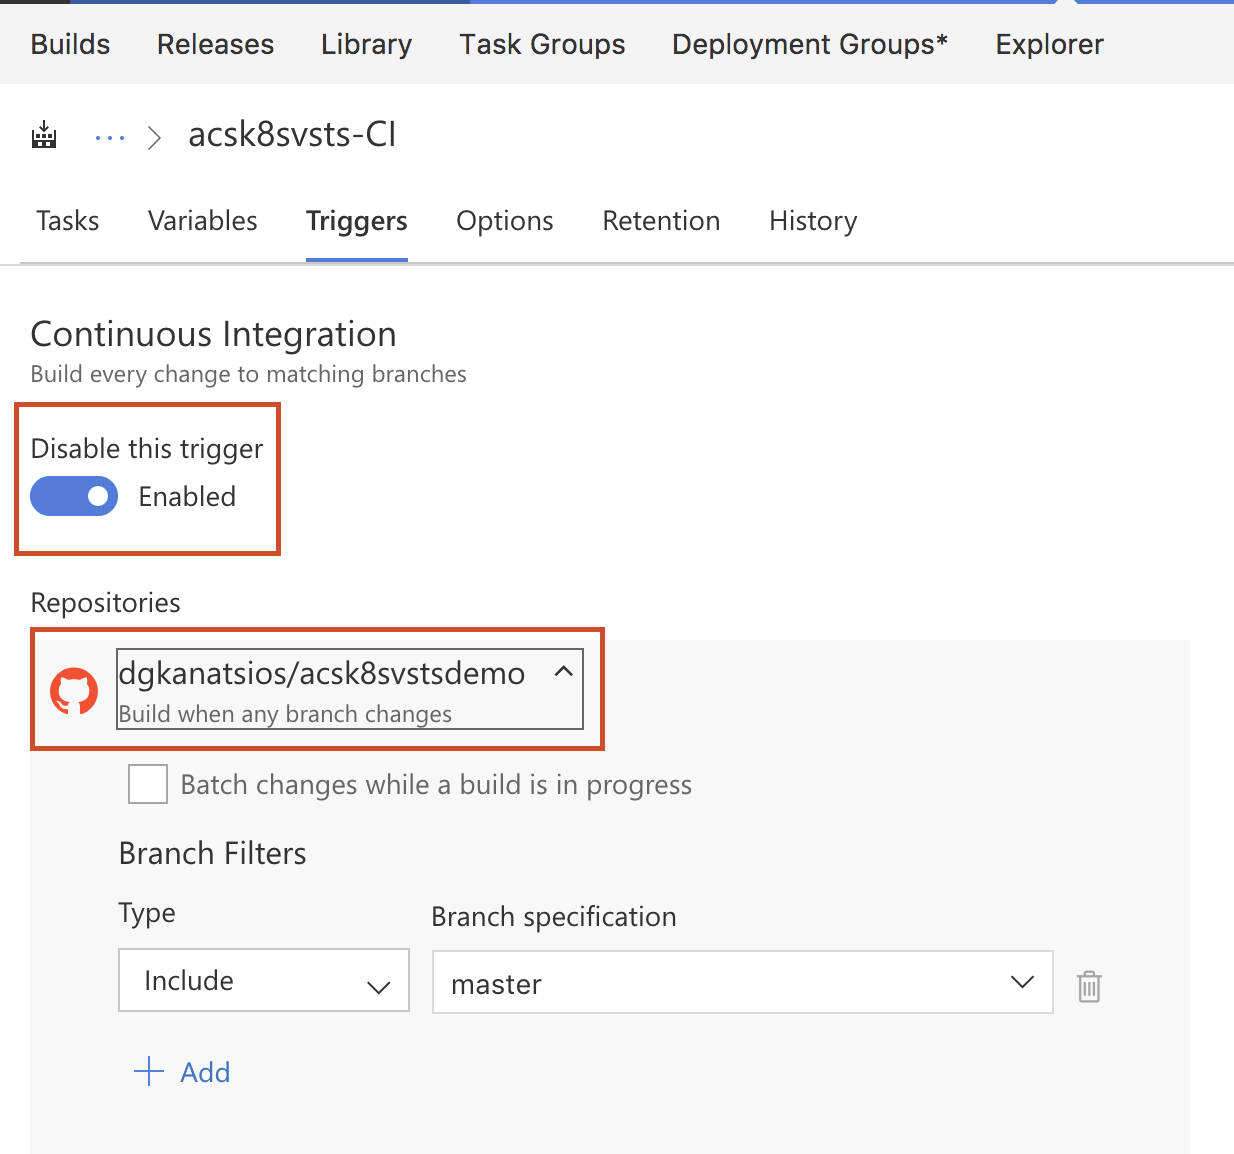 Builds Releases Library Task Groups Deployment Groups* Explorer
... acsk8svsts-CI
Tasks Variables Triggers Options Retention History
Continuous Integration
Build every change to matching branches
Disable this trigger
Enabled
Repositories
dgkanatsios/acsk8svstsdemo
Build when any branch changes
Batch changes while a build is in progress
Branch Filters
Type Branch specification
Include master
Add